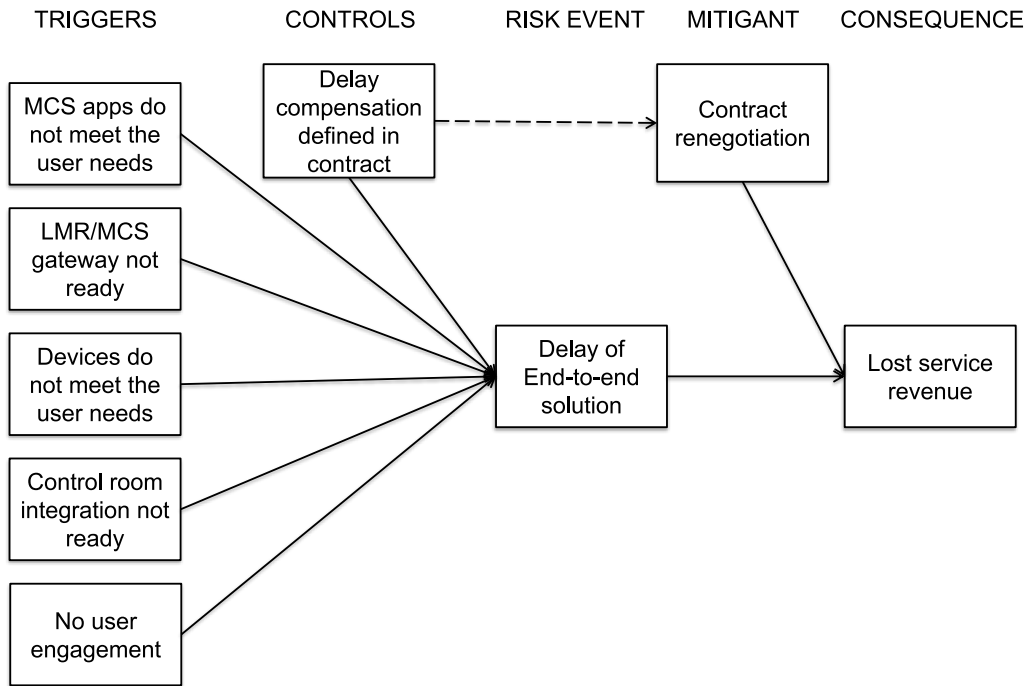 TRIGGERS
CONTROLS
RISK EVENT
MITIGANT
CONSEQUENCE
MCS apps do
not meet the
user needs
LMR/MCS
gateway not
ready
Devices do
not meet the
user needs
Control room
integration not
ready
No user
engagement
Delay
compensation
defined in
contract
Delay of
End-to-end
solution
Contract
renegotiation
Lost service
revenue